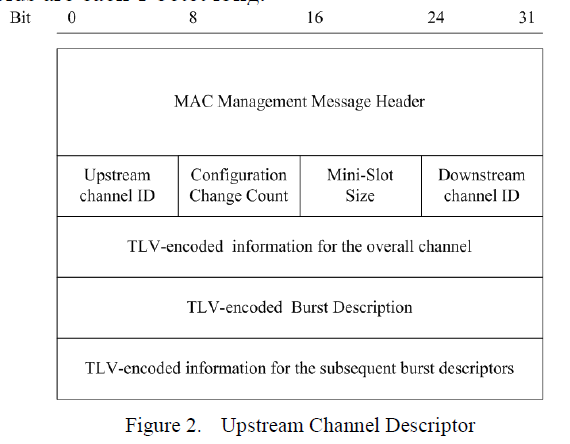 Bit 0 8 16 24 31
MAC Management Message Header
Upstream Configuration Mini-Slot Downstream
channel ID Change Count Size channel ID
TLV-encoded information for the overall channel
TLV-encoded Burst Description
TLV-encoded information for the subsequent burst descriptors
Figure 2. Upstream Channel Descriptor